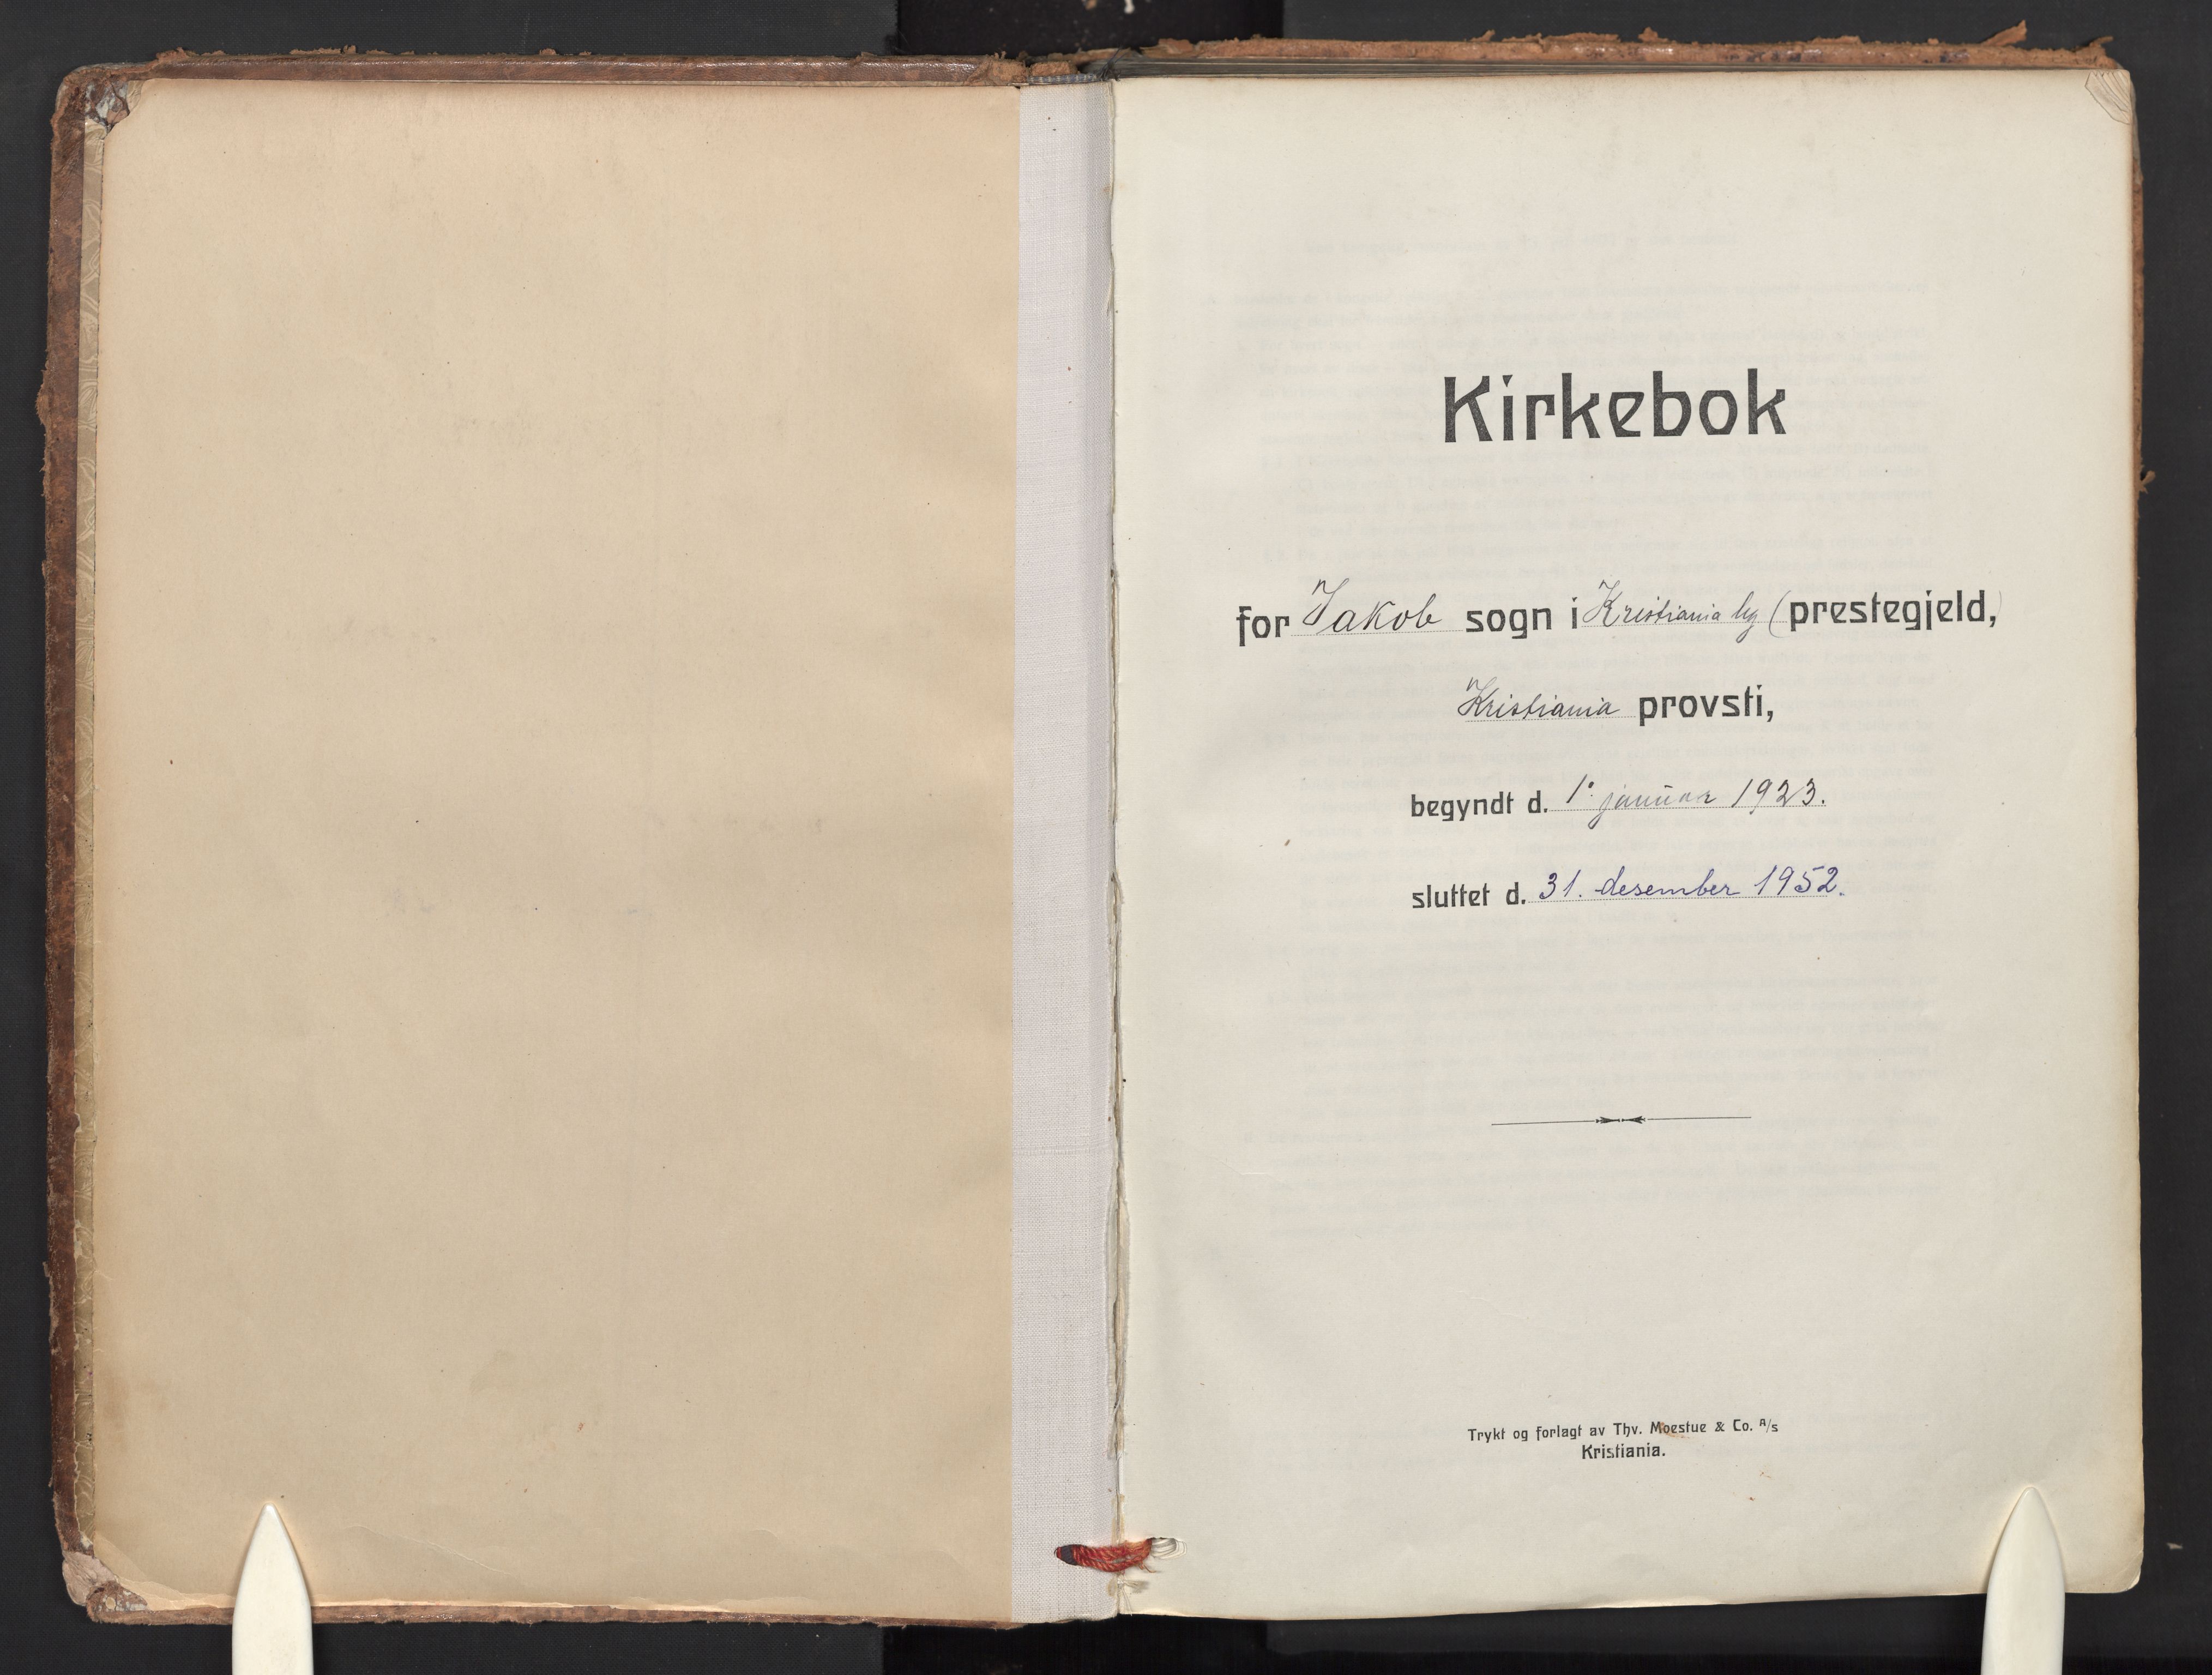 Kirkebok
for Jakob sogn i Kristiania by (prestegjeld,)
Kristiania provsti,
begyndt d. 1° januar 1923.
sluttet d. 31. desember 1952.
Trykt og forlagt av Thv. Moestue & Co. A/s
Kristiania.